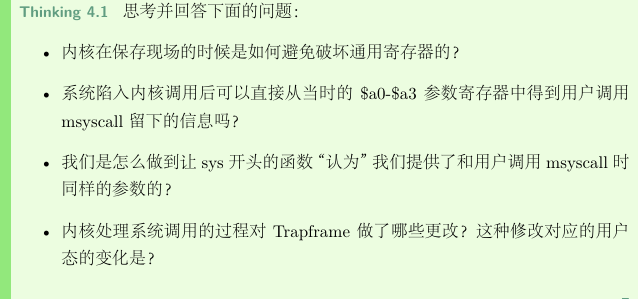 Thinking 4.1 思考并回答下面的问题：
• 内核在保存现场的时候是如何避免破坏通用寄存器的？
• 系统陷入内核调用后可以直接从当时的 $a0-$a3 参数寄存器中得到用户调用
msyscall 留下的信息吗？
• 我们是怎么做到让 sys 开头的函数“认为”我们提供了和用户调用 msyscall 时
同样的参数的？
• 内核处理系统调用的过程对 Trapframe 做了哪些更改？这种修改对应的用户
态的变化是？